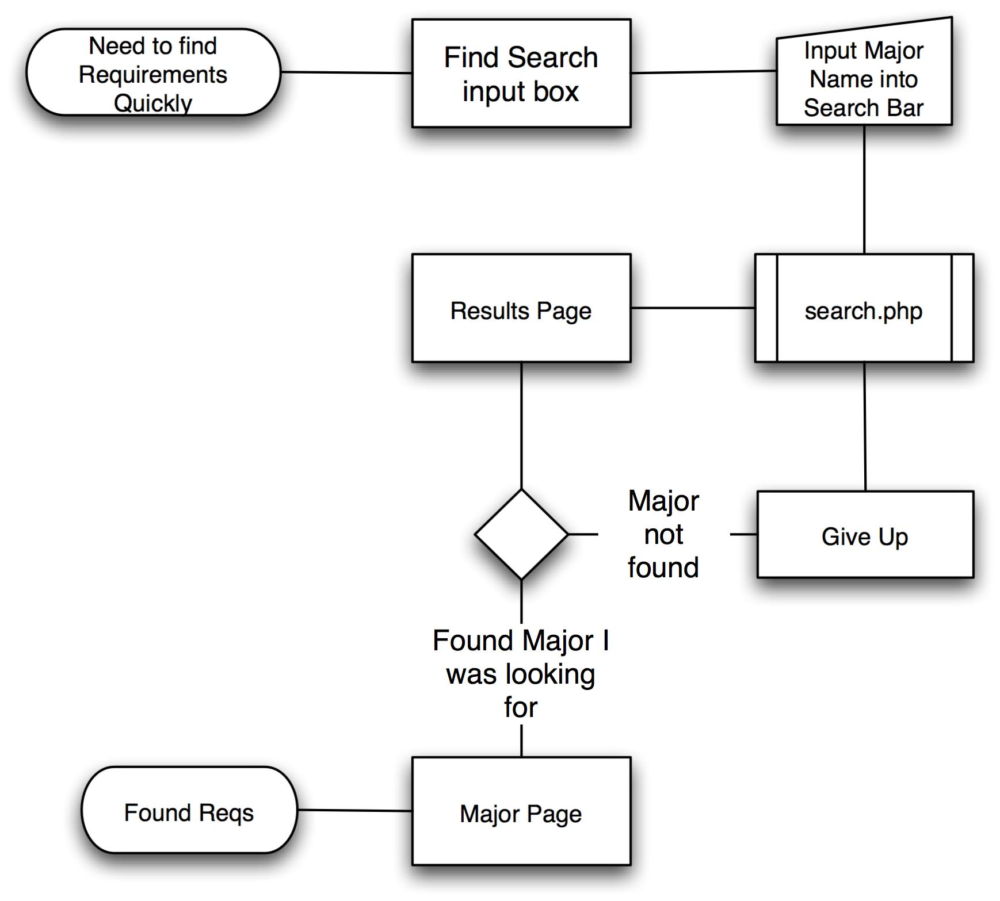 Need to find
Requirements
Quickly
Find Search
input box
Input Major
Name into
Search Bar
Results Page
search.php
Major
not
found
Give Up
Found Major I
was looking
for
Found Reqs
Major Page